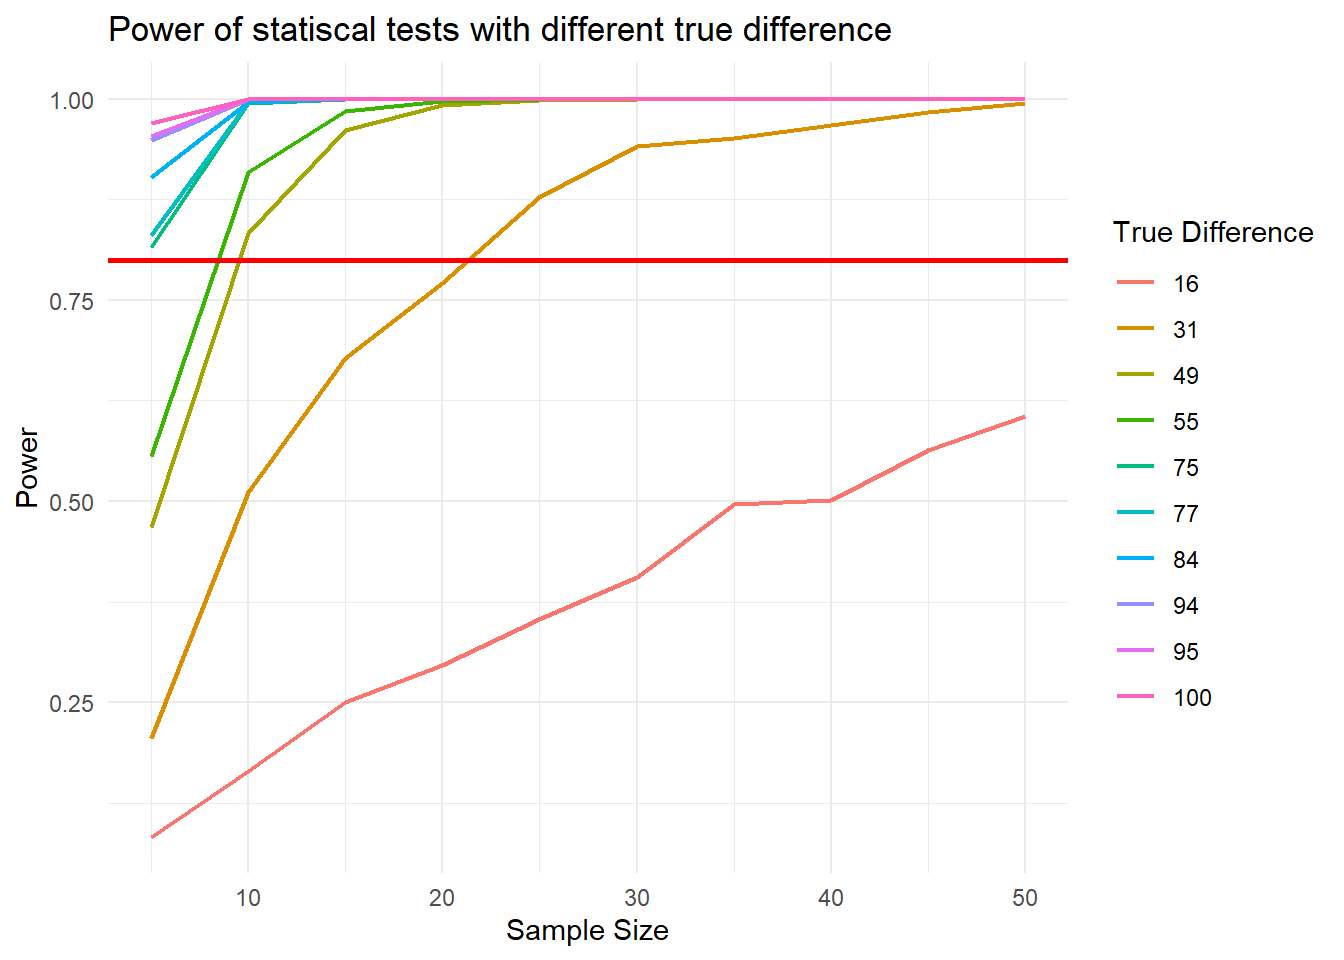 Power of statiscal tests with different true difference
1.00
0.75
0.50
0.25
Power
10 20 30 40 50
Sample Size
True Difference
16
31
49
55
75
77
84
94
95
100